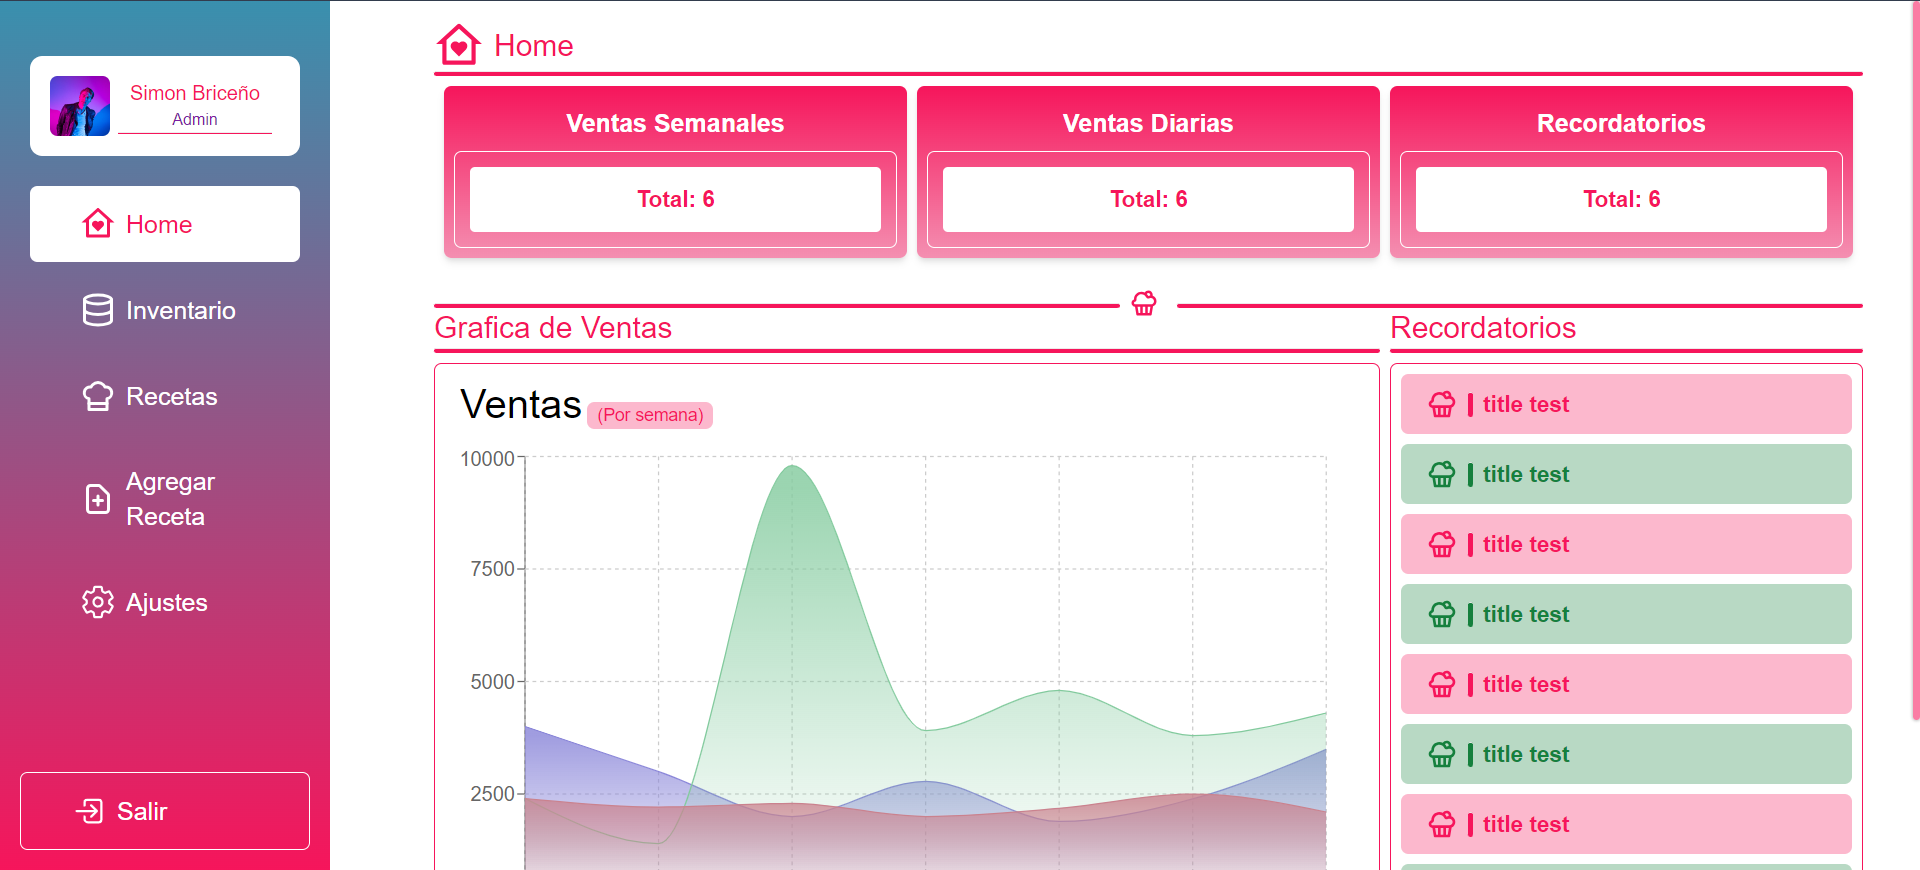 Simon Briceño
Admin
Home
Inventario
Recetas
Agregar
Receta
Ajustes
Salir
Home
Ventas Semanales
Total: 6
Ventas Diarias
Total: 6
Recordatorios
Total: 6
Grafica de Ventas
Ventas (Por semana)
10000
7500
5000
2500
Recordatorios
title test
title test
title test
title test
title test
title test
title test